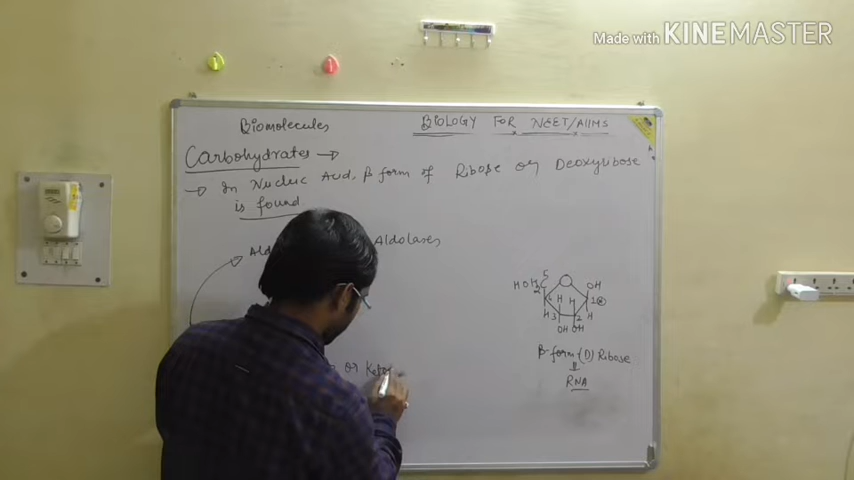 Made with KINEMASTER
Biomolecules
BIOLOGY FOR NEET/AIIMS
Carbohydrates →
→ In Nucleic Acid, β form of Ribose or Deoxyribose
is found
Ald
Aldolases
5
HOH2C
OH
4 H H 1
H 3 2 H
OH OH
β-form-(D) Ribose
RNA
or Keto